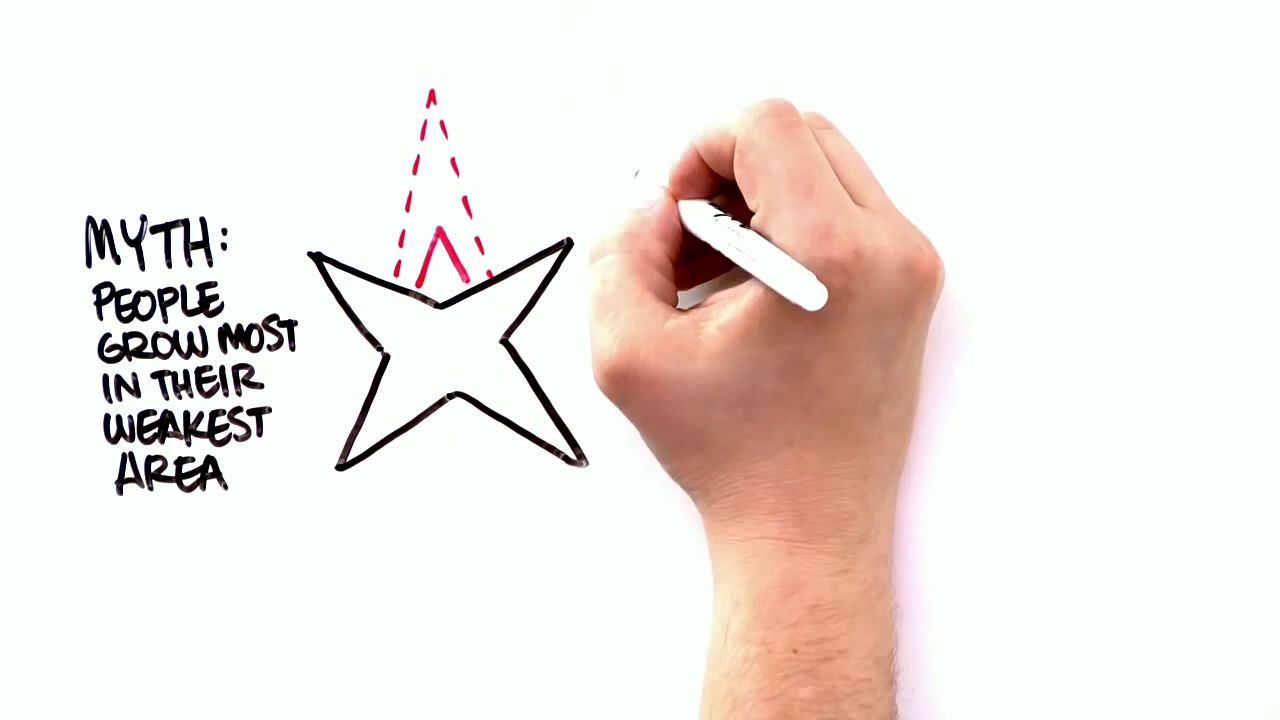 MYTH:
PEOPLE
GROW MOST
IN THEIR
WEAKEST
AREA